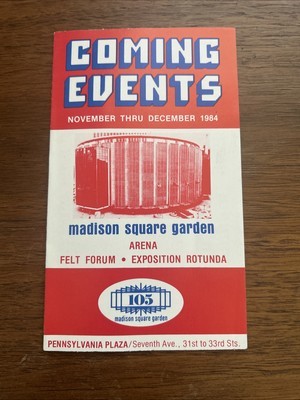 COMING
EVENTS
NOVEMBER THRU DECEMBER 1984
madison square garden
ARENA
FELT FORUM • EXPOSITION ROTUNDA
105
madison square garden
PENNSYLVANIA PLAZA/Seventh Ave., 31st to 33rd Sts.